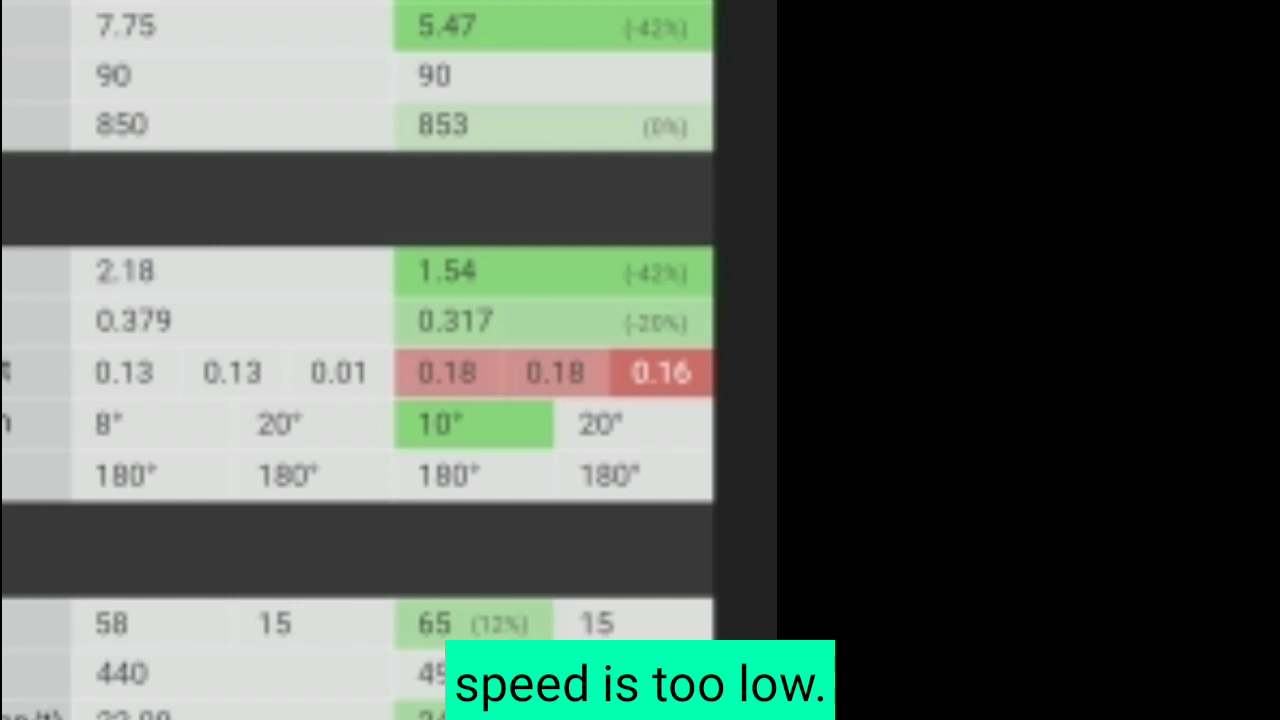 7.75 5.47 (-42%)
90 90
850 853 (0%)
2.18 1.54 (-42%)
0.379 0.317 (-20%)
0.13 0.13 0.01 0.18 0.18 0.16
8° 20° 10° 20°
180° 180° 180° 180°
58 15 65 (12%) 15
440
speed is too low.